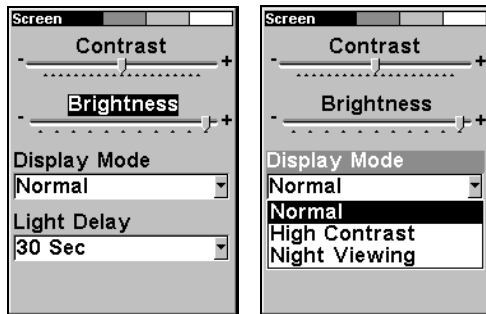 Screen
Contrast
- +
Brightness
- +
Display Mode
Normal
Light Delay
30 Sec
Screen
Contrast
- +
Brightness
- +
Display Mode
Normal
Normal
High Contrast
Night Viewing